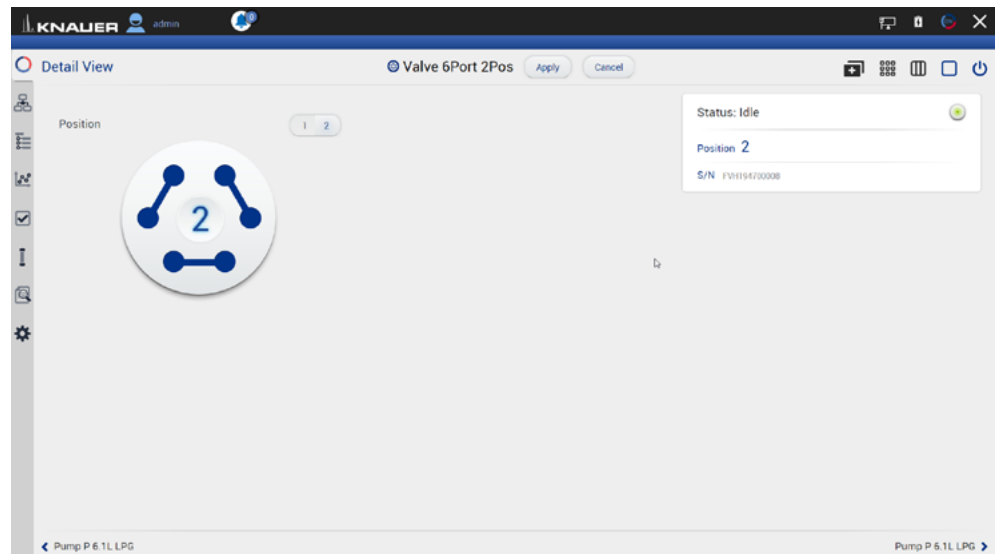 KNAUER admin 0
Detail View Valve 6Port 2Pos Apply Cancel
Position 1 2
2
Status: Idle
Position 2
S/N
Pump P 6.1L LPG Pump P 6.1L LPG